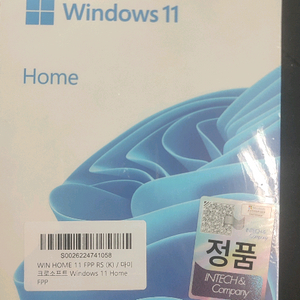 Windows 11
Home
S0026224741058
WIN HOME 11 FPP RS (K) / 마이
크로소프트 Windows 11 Home
FPP
정품
INTECH &
Company